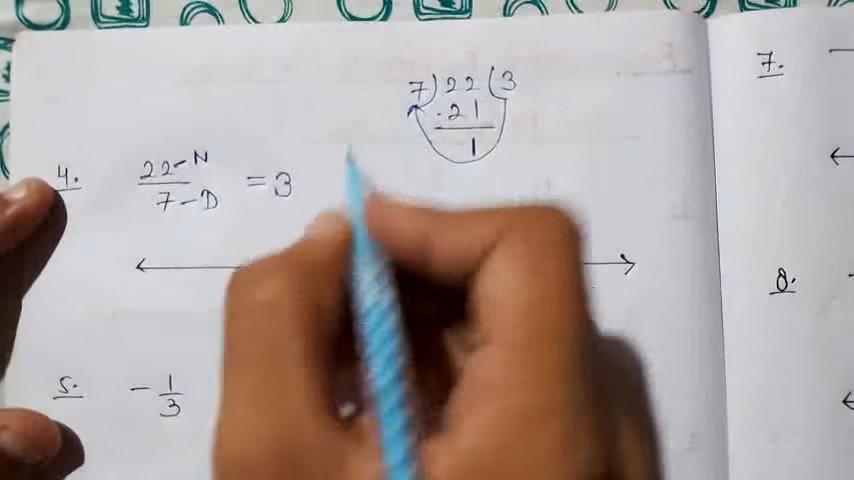 7) 22 (3
21
1
4. 22 - N
7 - D
= 3
5. - 1/3
7.
8.